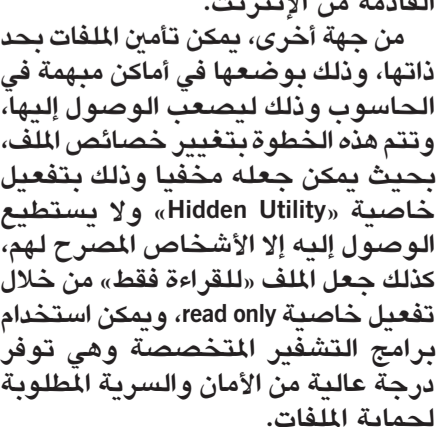 القادمة من الإنترنت.
من جهة أخرى، يمكن تأمين الملفات بحد
ذاتها، وذلك بوضعها في أماكن مبهمة في
الحاسوب وذلك ليصعب الوصول إليها،
وتتم هذه الخطوة بتغيير خصائص الملف،
بحيث يمكن جعله مخفيا وذلك بتفعيل
خاصية «Hidden Utility» ولا يستطيع
الوصول إليه إلا الأشخاص المصرح لهم،
كذلك جعل الملف «للقراءة فقط» من خلال
تفعيل خاصية read only، ويمكن استخدام
برامج التشفير المتخصصة وهي توفر
درجة عالية من الأمان والسرية المطلوبة
لحماية الملفات.